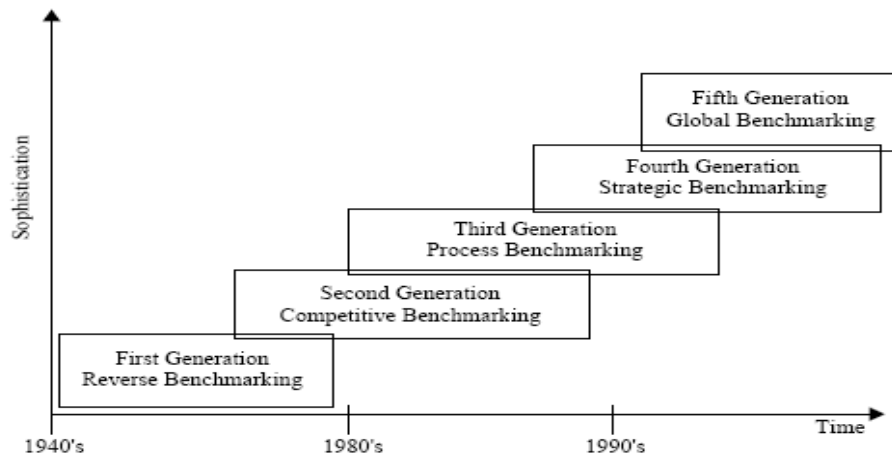 Fifth Generation
Global Benchmarking
Fourth Generation
Strategic Benchmarking
Third Generation
Process Benchmarking
Second Generation
Competitive Benchmarking
First Generation
Reverse Benchmarking
Sophistication
Time
1940's
1980's
1990's